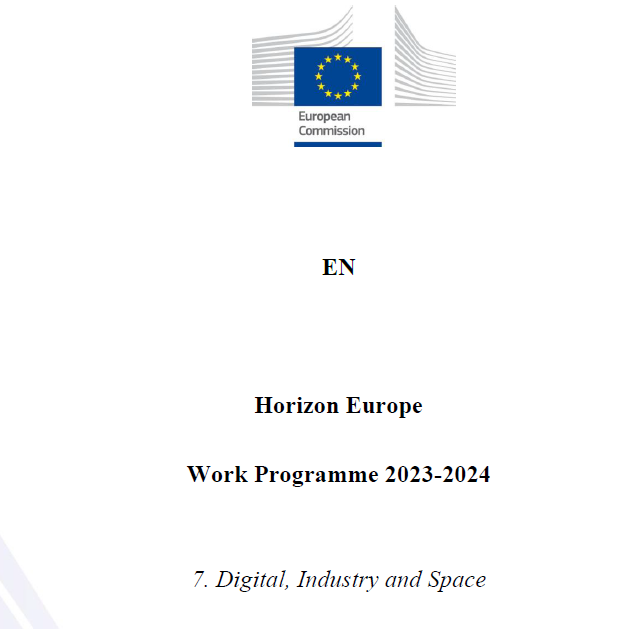 European
Commission
EN
Horizon Europe
Work Programme 2023-2024
7. Digital, Industry and Space